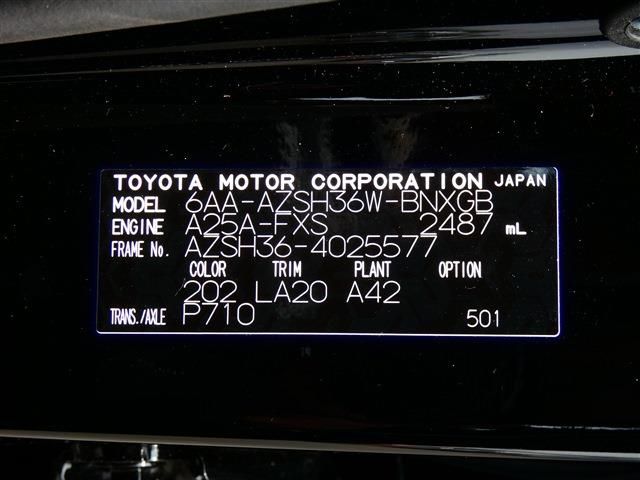 TOYOTA MOTOR CORPORATION JAPAN
MODEL 6AA-AZSH36W-BNXGB
ENGINE A25A-FXS 2487 mL
FRAME No. AZSH36-4025577
COLOR TRIM PLANT OPTION
202 LA20 A42
TRANS./AXLE P710 501